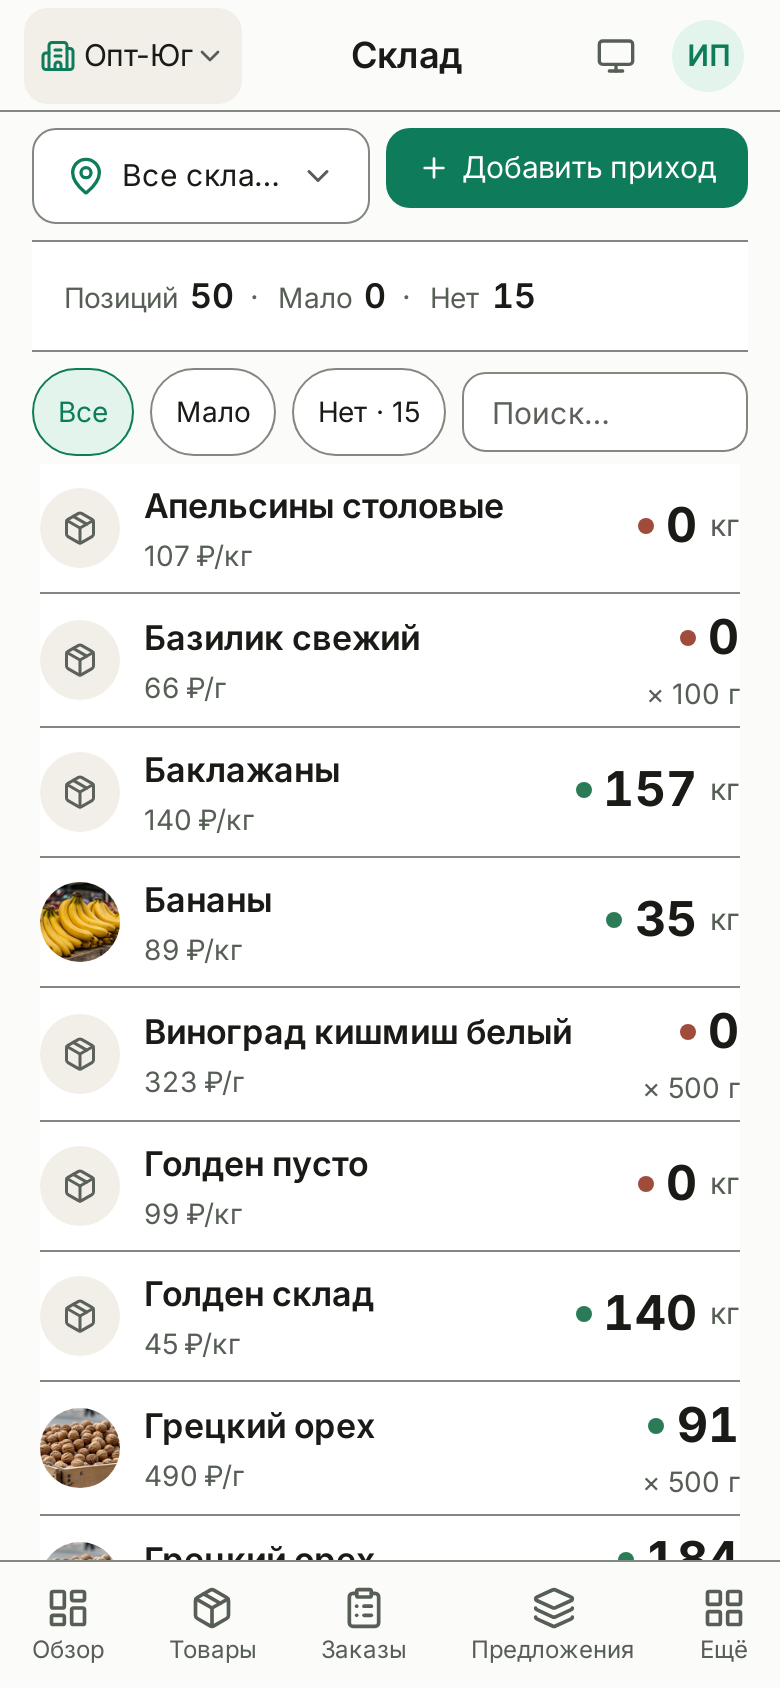 Опт-Юг
Склад
ИП
Все скла...
+ Добавить приход
Позиций 50 · Мало 0 · Нет 15
Все
Мало
Нет · 15
Поиск...
Апельсины столовые
0 кг
107 ₽/кг
Базилик свежий
0
66 ₽/г
× 100 г
Баклажаны
157 кг
140 ₽/кг
Бананы
35 кг
89 ₽/кг
Виноград кишмиш белый
0
323 ₽/г
× 500 г
Голден пусто
0 кг
99 ₽/кг
Голден склад
140 кг
45 ₽/кг
Грецкий орех
91
490 ₽/г
× 500 г
Грецкий орех
184
Обзор
Товары
Заказы
Предложения
Ещё